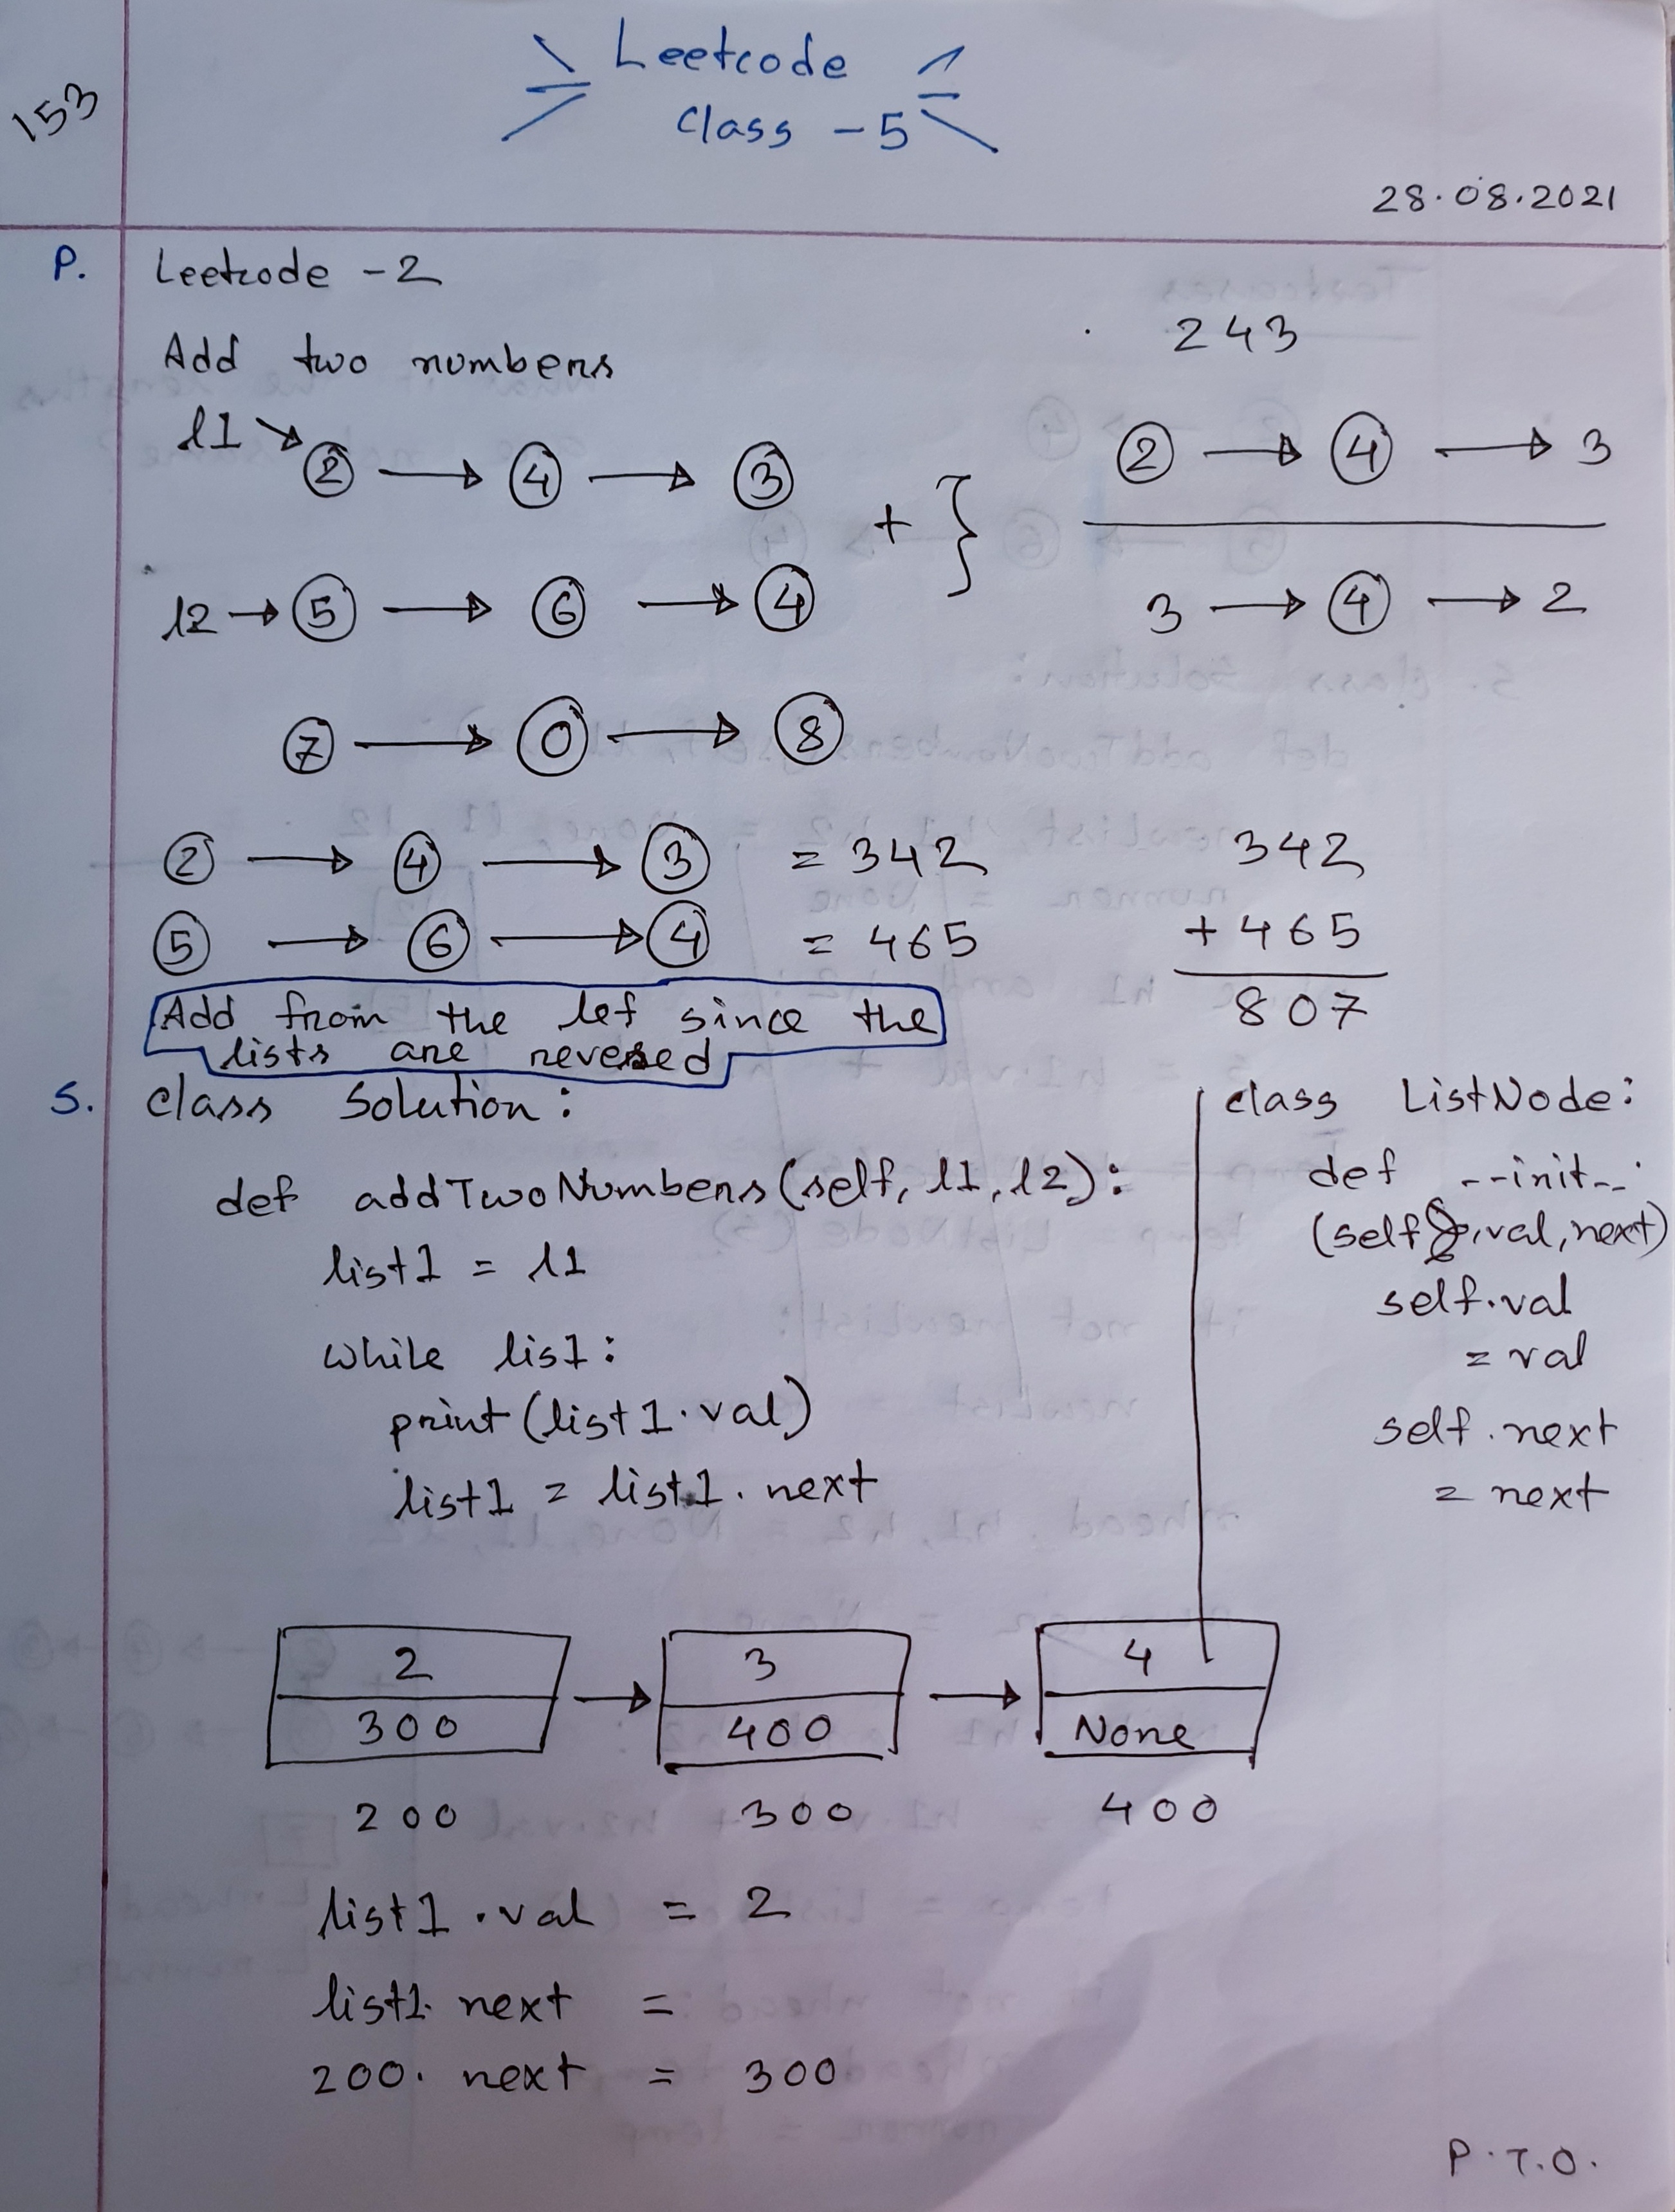 153
Leetcode
Class -5
28.08.2021
P. Leetcode -2
Add two numbers
243
l1 → 2 → 4 → 3
+ }
2 → 4 → 3
l2 → 5 → 6 → 4
3 → 4 → 2
7 → 0 → 8
2 → 4 → 3 = 342
5 → 6 → 4 = 465
342
+ 465
807
Add from the lef since the
lists are reversed
S. class Solution:
def addTwoNumbers(self, l1, l2):
list1 = l1
while lis1:
print(list1.val)
list1 = list1.next
class ListNode:
def __init__:
(self, val, next)
self.val
= val
self.next
= next
2 → 3 → 4
300 400 None
200 300 400
list1.val = 2
list1.next =
200.next = 300
P.T.O.